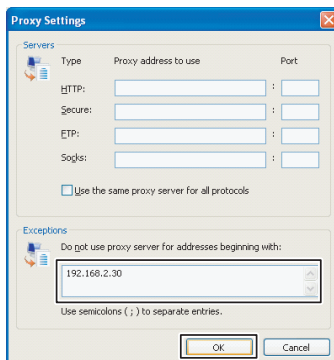 Proxy Settings
Servers
Type Proxy address to use Port
HTTP: :
Secure: :
FTP: :
Socks: :
Use the same proxy server for all protocols
Exceptions
Do not use proxy server for addresses beginning with:
192.168.2.30
Use semicolons ( ; ) to separate entries.
OK Cancel